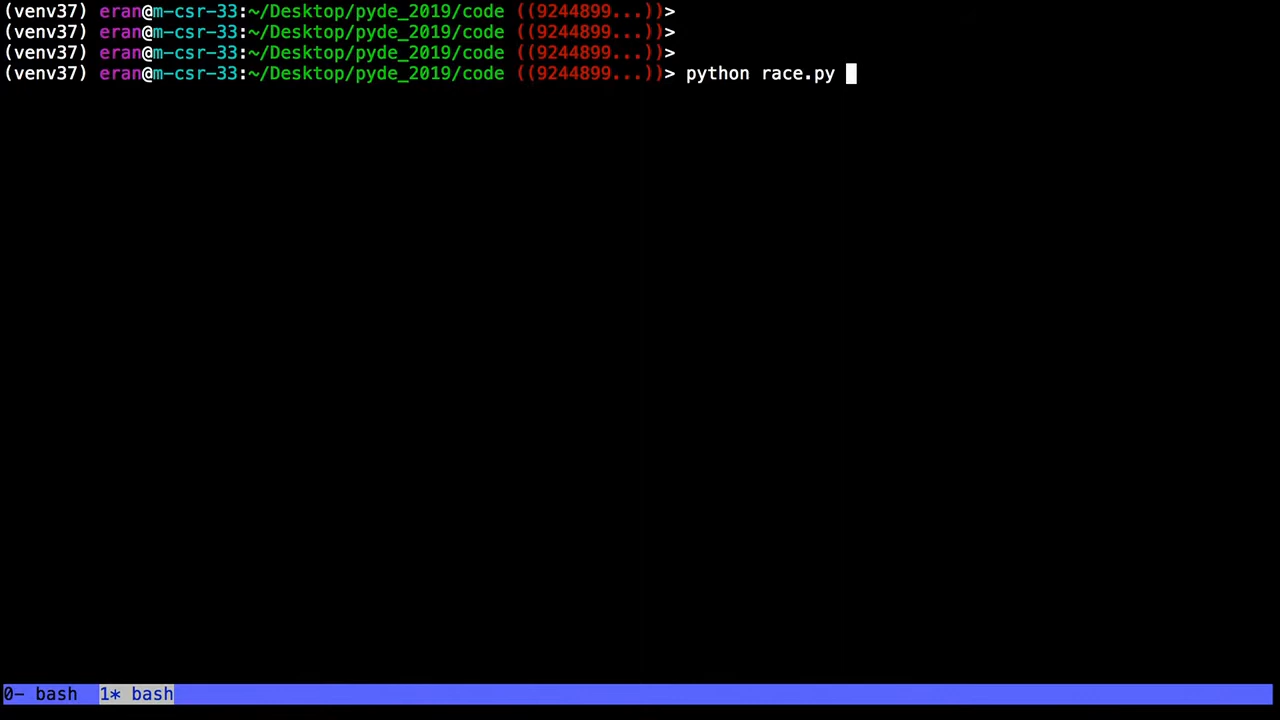 (venv37) eran@m-csr-33:~/Desktop/pyde_2019/code ((9244899...))>
(venv37) eran@m-csr-33:~/Desktop/pyde_2019/code ((9244899...))>
(venv37) eran@m-csr-33:~/Desktop/pyde_2019/code ((9244899...))>
(venv37) eran@m-csr-33:~/Desktop/pyde_2019/code ((9244899...))> python race.py
0- bash 1* bash